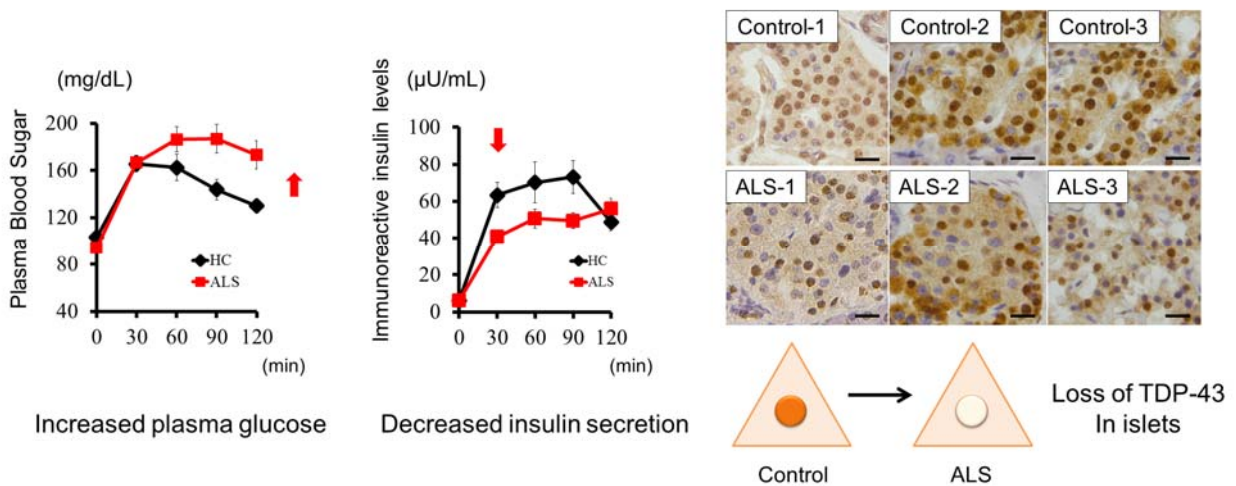 (mg/dL)
Plasma Blood Sugar
200
160
120
80
40
HC
ALS
0 30 60 90 120
(min)
Increased plasma glucose
(μU/mL)
Immunoreactive insulin levels
100
80
60
40
20
0
HC
ALS
0 30 60 90 120
(min)
Decreased insulin secretion
Control-1 Control-2 Control-3
ALS-1 ALS-2 ALS-3
Control
ALS
Loss of TDP-43
In islets